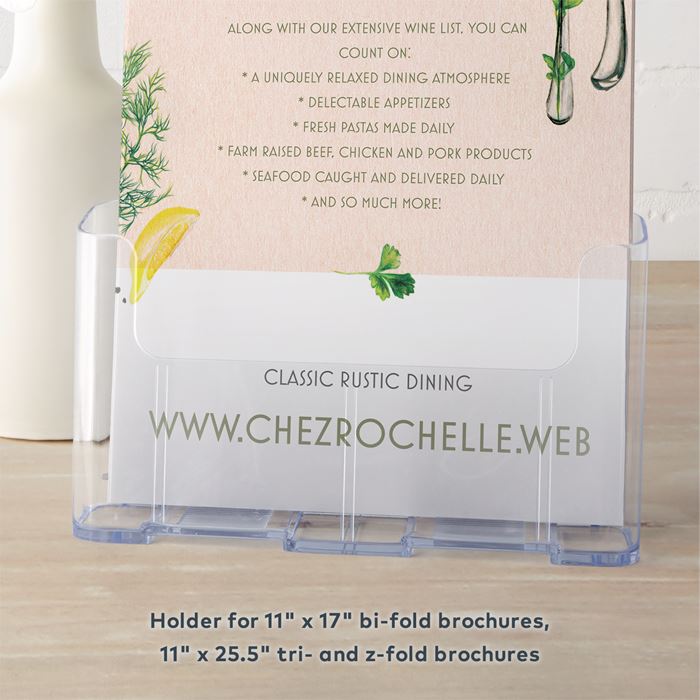 ALONG WITH OUR EXTENSIVE WINE LIST, YOU CAN
COUNT ON:
* A UNIQUELY RELAXED DINING ATMOSPHERE
* DELECTABLE APPETIZERS
* FRESH PASTAS MADE DAILY
* FARM RAISED BEEF, CHICKEN AND PORK PRODUCTS
* SEAFOOD CAUGHT AND DELIVERED DAILY
* AND SO MUCH MORE!
CLASSIC RUSTIC DINING
WWW.CHEZROCHELLE.WEB
Holder for 11" x 17" bi-fold brochures,
11" x 25.5" tri- and z-fold brochures